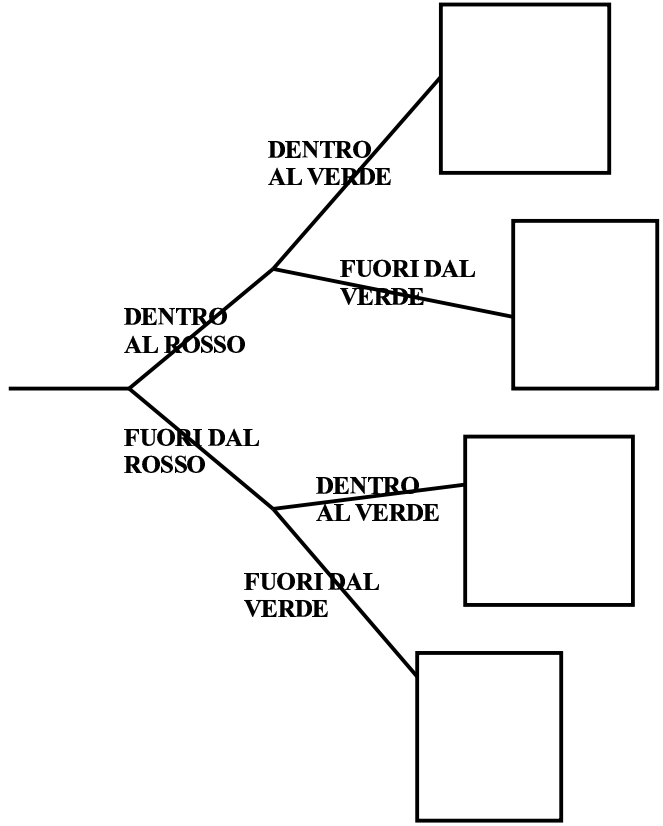 DENTRO
AL VERDE
FUORI DAL
VERDE
DENTRO
AL ROSSO
FUORI DAL
ROSSO
DENTRO
AL VERDE
FUORI DAL
VERDE